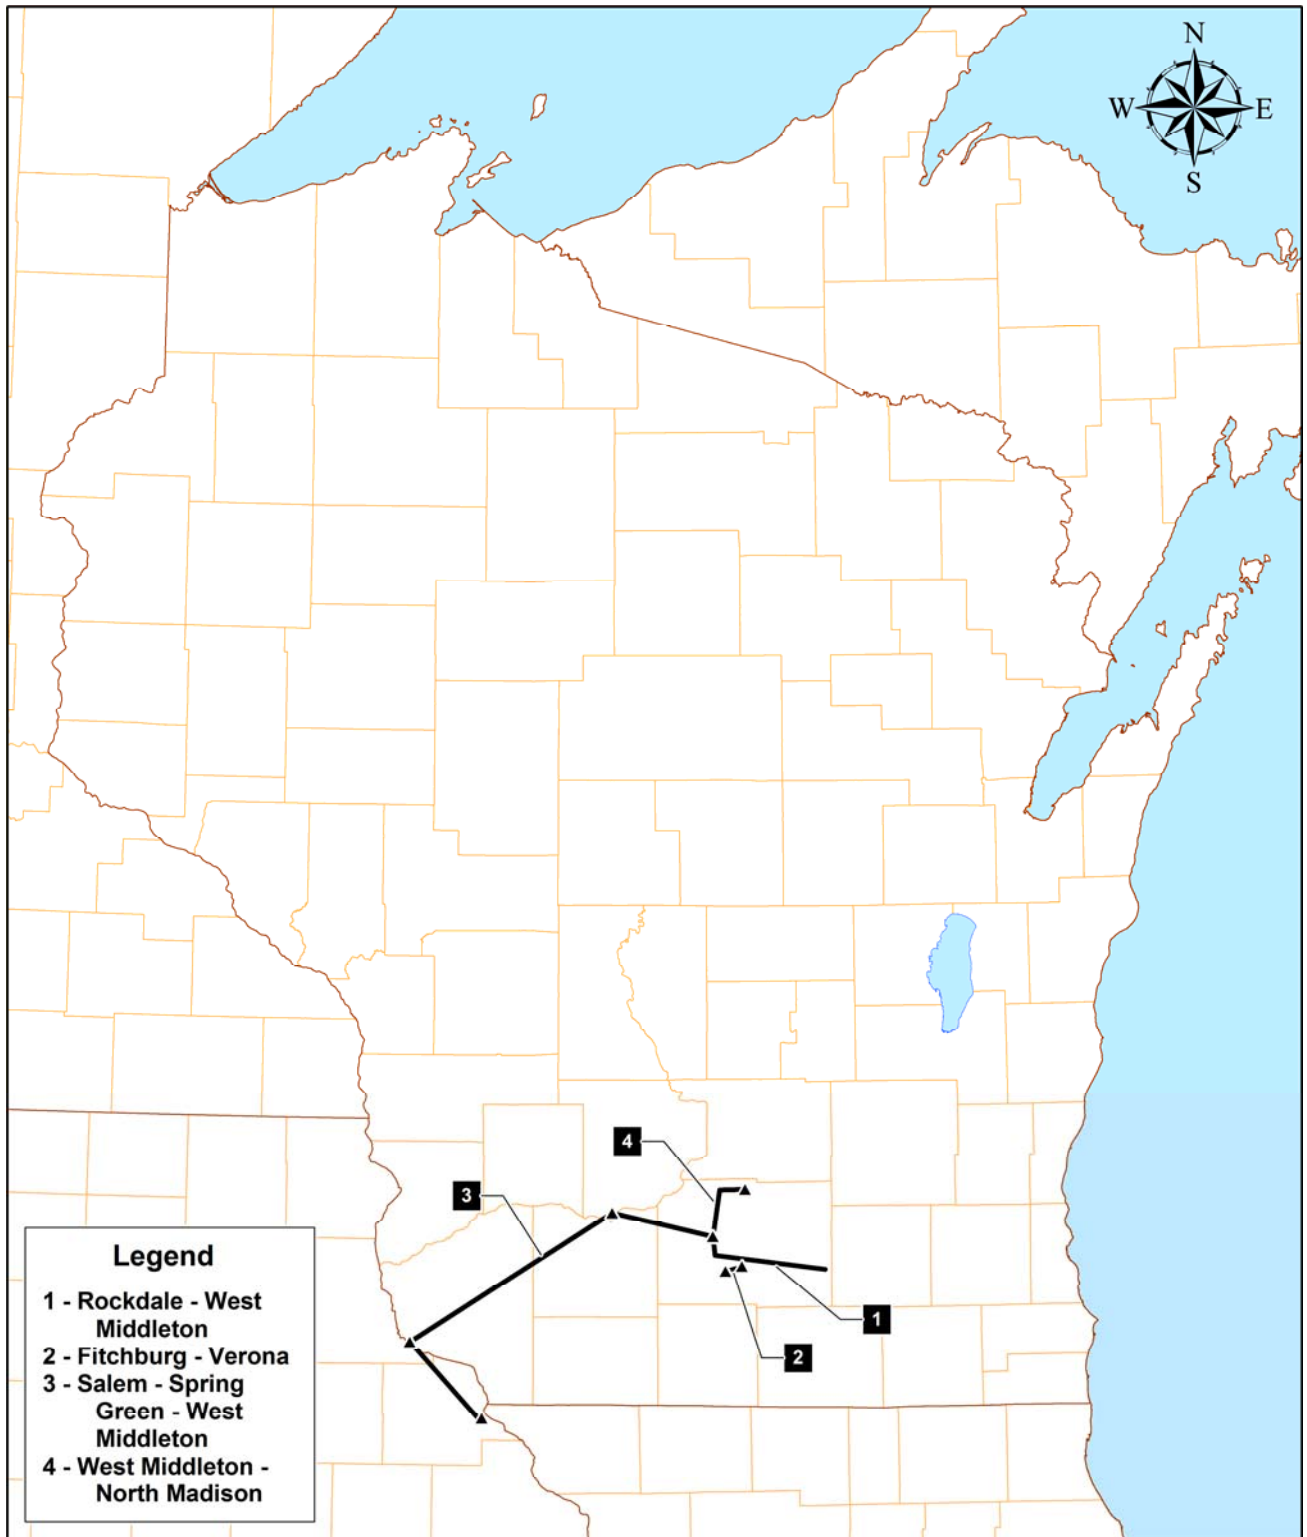 N
W
E
S
4
3
1
2
Legend
1 - Rockdale - West
Middleton
2 - Fitchburg - Verona
3 - Salem - Spring
Green - West
Middleton
4 - West Middleton -
North Madison